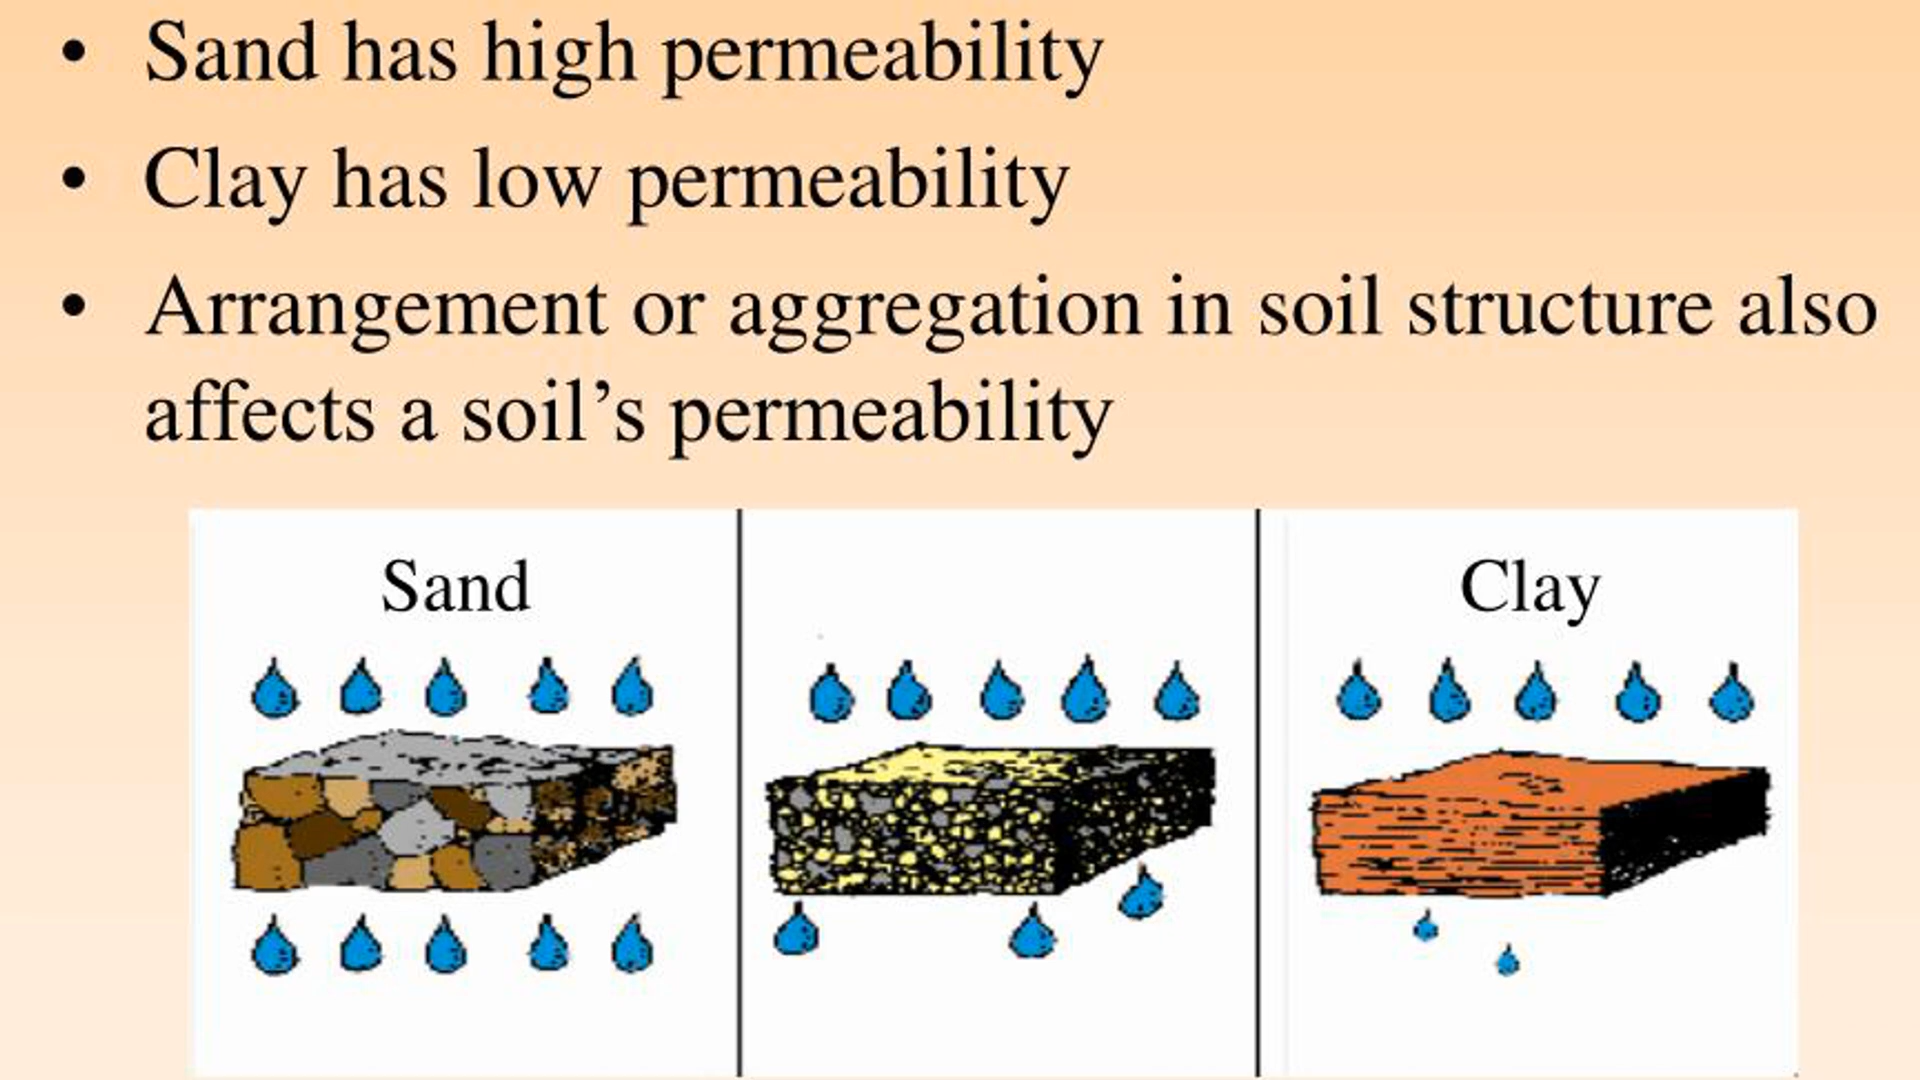 • Sand has high permeability
• Clay has low permeability
• Arrangement or aggregation in soil structure also
affects a soil’s permeability
Sand
Clay